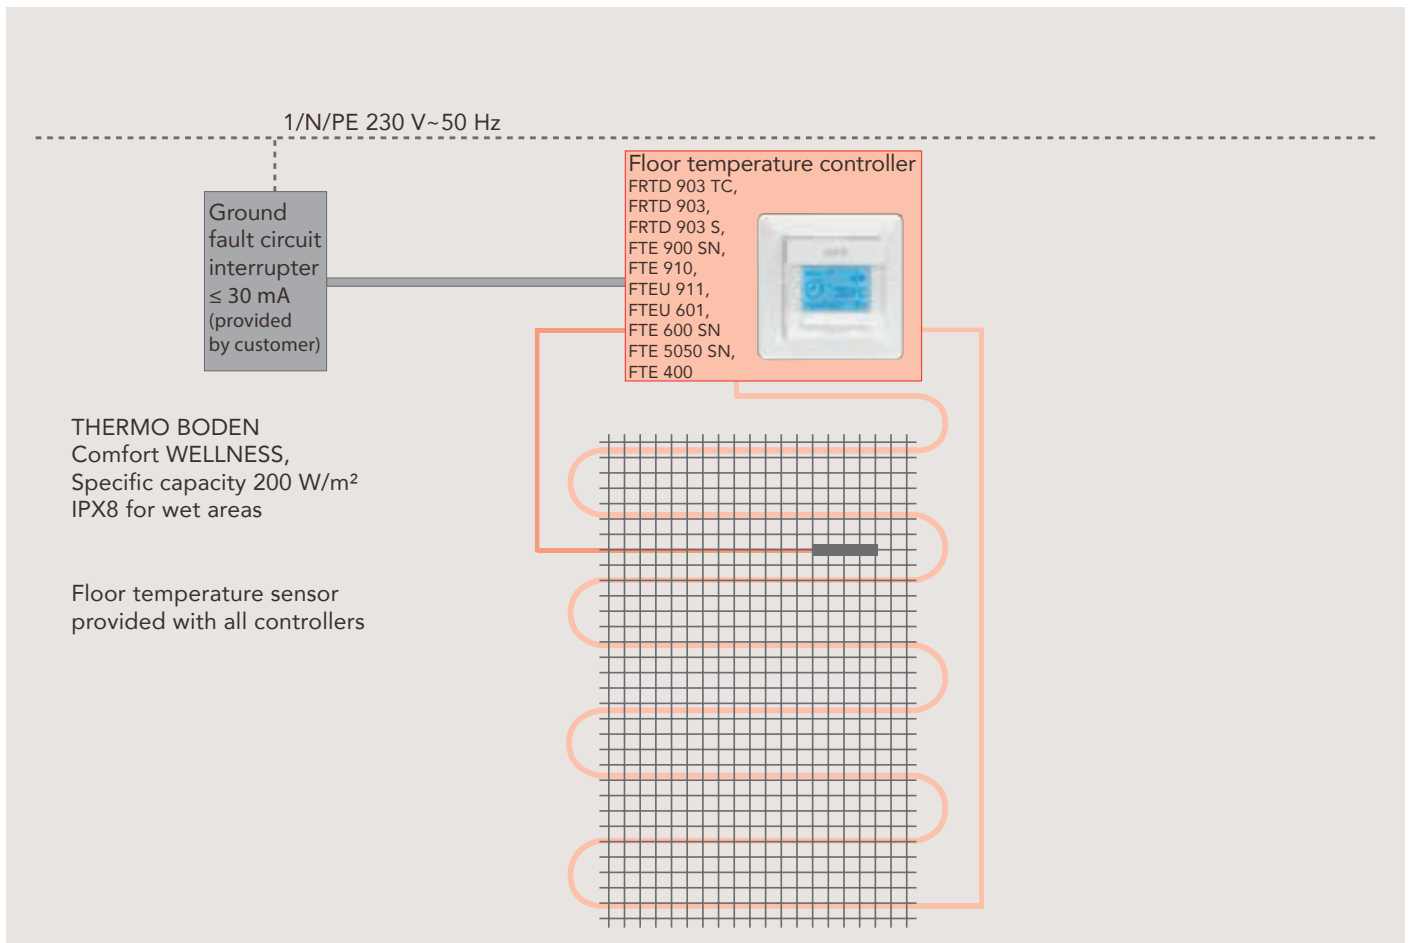 1/N/PE 230 V~50 Hz
Floor temperature controller
FRTD 903 TC,
FRTD 903,
FRTD 903 S,
FTE 900 SN,
FTE 910,
FTEU 911,
FTEU 601,
FTE 600 SN
FTE 5050 SN,
FTE 400
Ground
fault circuit
interrupter
≤ 30 mA
(provided
by customer)
THERMO BODEN
Comfort WELLNESS,
Specific capacity 200 W/m²
IPX8 for wet areas
Floor temperature sensor
provided with all controllers